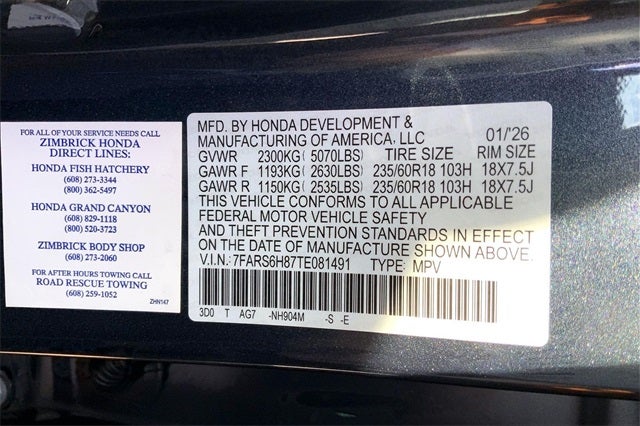 FOR ALL OF YOUR SERVICE NEEDS CALL
ZIMBRICK HONDA
DIRECT LINES:
HONDA FISH HATCHERY
(608) 273-3344
(800) 362-5497
HONDA GRAND CANYON
(608) 829-1118
(800) 520-3723
ZIMBRICK BODY SHOP
(608) 273-2060
FOR AFTER HOURS TOWING CALL
ROAD RESCUE TOWING
(608) 259-1052
ZHN147
MFD. BY HONDA DEVELOPMENT &
MANUFACTURING OF AMERICA, LLC 01/26
GVWR 2300KG ( 5070LBS) TIRE SIZE RIM SIZE
GAWR F 1193KG ( 2630LBS) 235/60R18 103H 18X7.5J
GAWR R 1150KG ( 2535LBS) 235/60R18 103H 18X7.5J
THIS VEHICLE CONFORMS TO ALL APPLICABLE
FEDERAL MOTOR VEHICLE SAFETY
AND THEFT PREVENTION STANDARDS IN EFFECT
ON THE DATE OF MANUFACTURE SHOWN ABOVE.
V.I.N.: 7FARS6H87TE081491 TYPE: MPV
3D0 T AG7 -NH904M -S -E